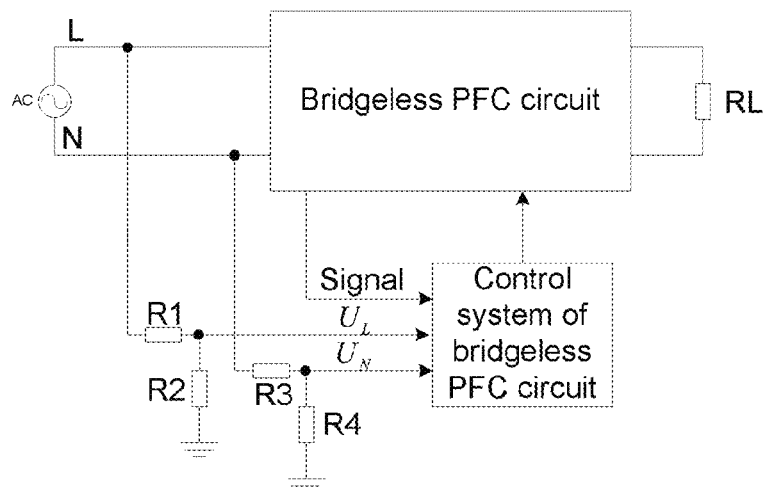 L
AC
N
Bridgeless PFC circuit
RL
Signal
U_L
U_N
Control
system of
bridgeless
PFC circuit
R1
R2
R3
R4